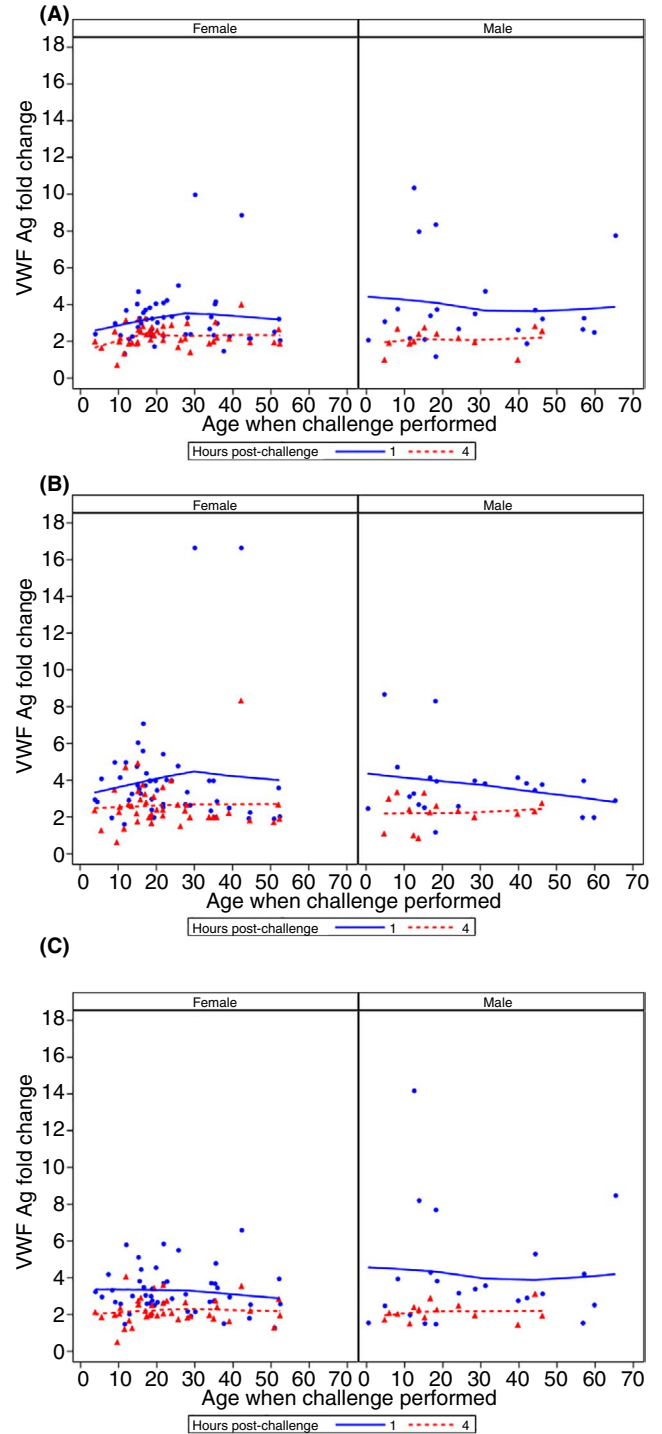 (A)
Female Male
18
16
14
12
10
8
6
4
2
0
VWF Ag fold change
0 10 20 30 40 50 60 70 0 10 20 30 40 50 60 70
Age when challenge performed
Hours post-challenge 1 4
(B)
Female Male
18
16
14
12
10
8
6
4
2
0
VWF Ag fold change
0 10 20 30 40 50 60 70 0 10 20 30 40 50 60 70
Age when challenge performed
Hours post-challenge 1 4
(C)
Female Male
18
16
14
12
10
8
6
4
2
0
VWF Ag fold change
0 10 20 30 40 50 60 70 0 10 20 30 40 50 60 70
Age when challenge performed
Hours post-challenge 1 4